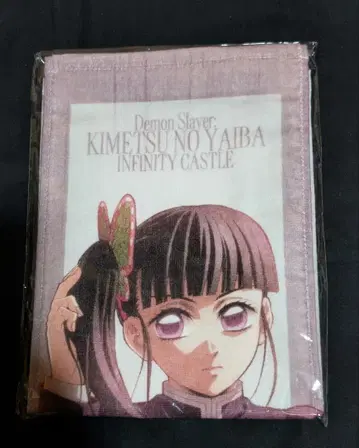 Demon Slayer:
KIMETSU NO YAIBA
INFINITY CASTLE